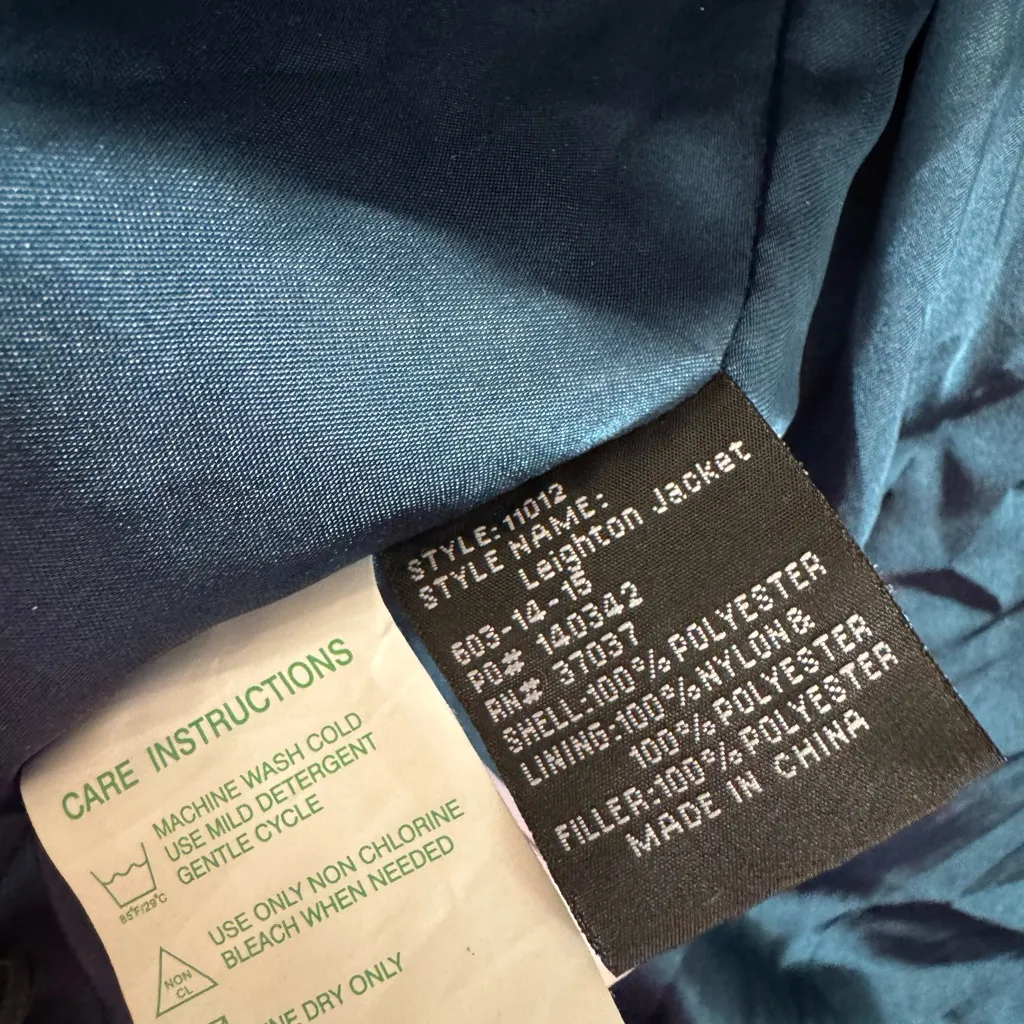 STYLE: 11012
STYLE NAME:
Leighton Jacket
603-14-15
PO# 140342
RN# 37037
SHELL-100%POLYESTER
LINING-100%NYLON&
100%POLYESTER
FILLER-100%POLYESTER
MADE IN CHINA
CARE INSTRUCTIONS
MACHINE WASH COLD
USE MILD DETERGENT
GENTLE CYCLE
85°F/29°C
USE ONLY NON CHLORINE
BLEACH WHEN NEEDED
NON
CL
DRY ONLY